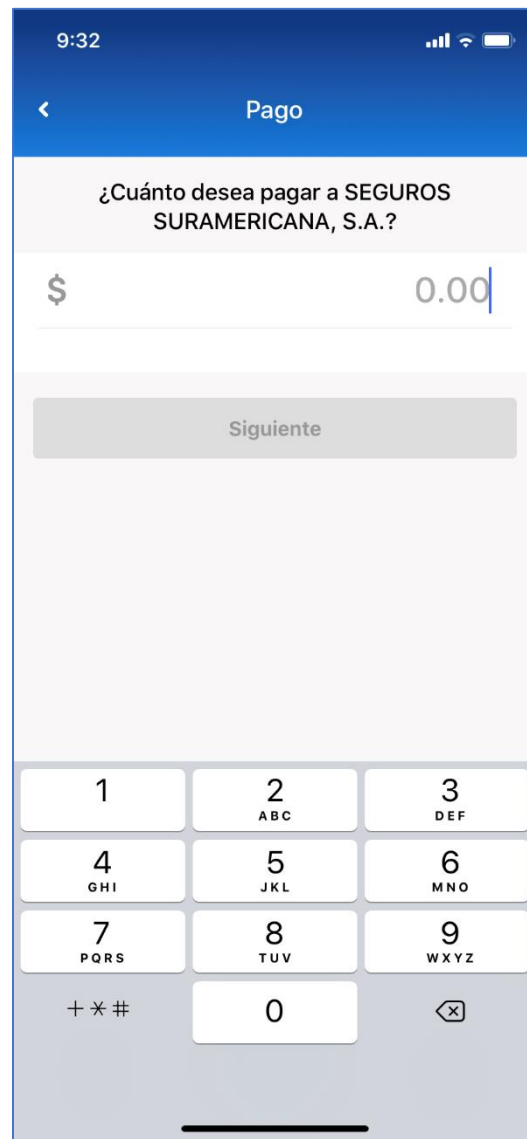 9:32
Pago
¿Cuánto desea pagar a SEGUROS
SURAMERICANA, S.A.?
$ 0.00
Siguiente
1 2 3
ABC DEF
4 5 6
GHI JKL MNO
7 8 9
PQRS TUV WXYZ
+*# 0